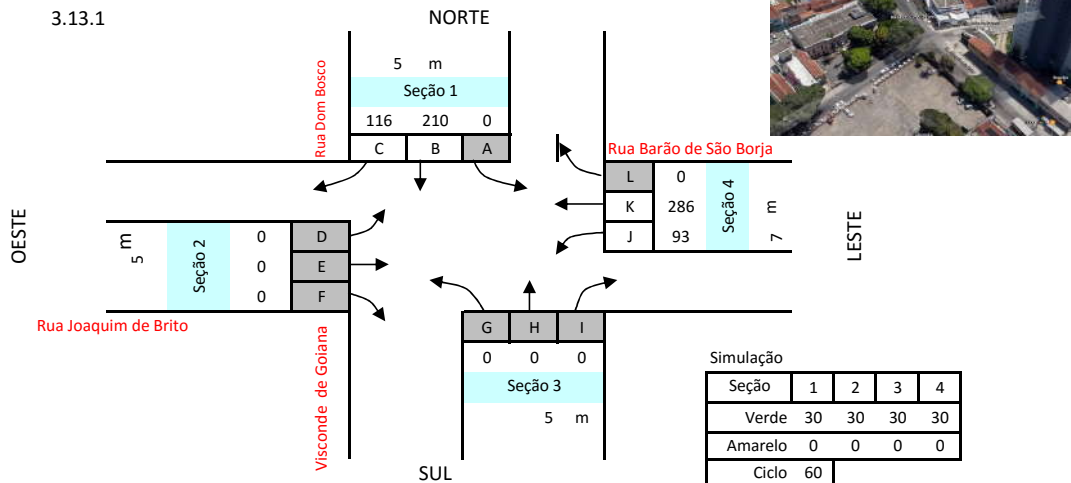 3.13.1
NORTE
Rua Dom Bosco
5 m
Seção 1
116 210 0
C B A
Rua Barão de São Borja
L 0
K 286
J 93
Seção 4
7 m
OESTE
LESTE
5 m
Seção 2
0 D
0 E
0 F
Rua Joaquim de Brito
Visconde de Goiana
G H I
0 0 0
Seção 3
5 m
SUL
Simulação
Seção 1 2 3 4
Verde 30 30 30 30
Amarelo 0 0 0 0
Ciclo 60